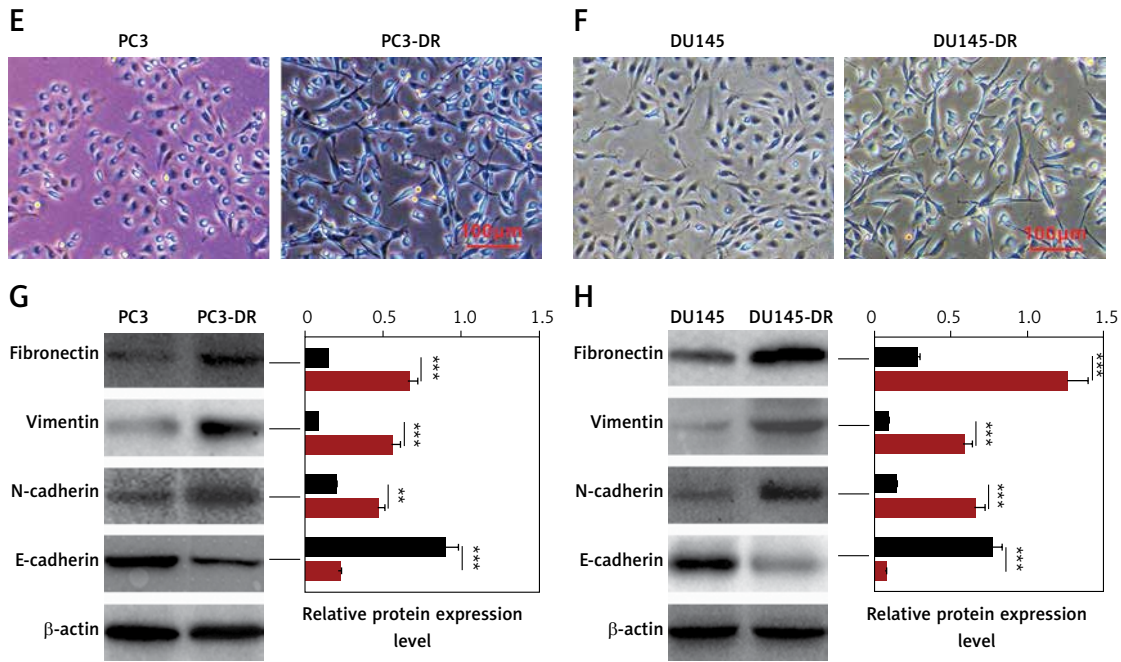 E
PC3
PC3-DR
100µm
F
DU145
DU145-DR
100µm
G
PC3
PC3-DR
0 0.5 1.0 1.5
Fibronectin
***
Vimentin
***
N-cadherin
**
E-cadherin
***
β-actin
Relative protein expression
level
H
DU145
DU145-DR
0 0.5 1.0 1.5
Fibronectin
***
Vimentin
***
N-cadherin
***
E-cadherin
***
β-actin
Relative protein expression
level